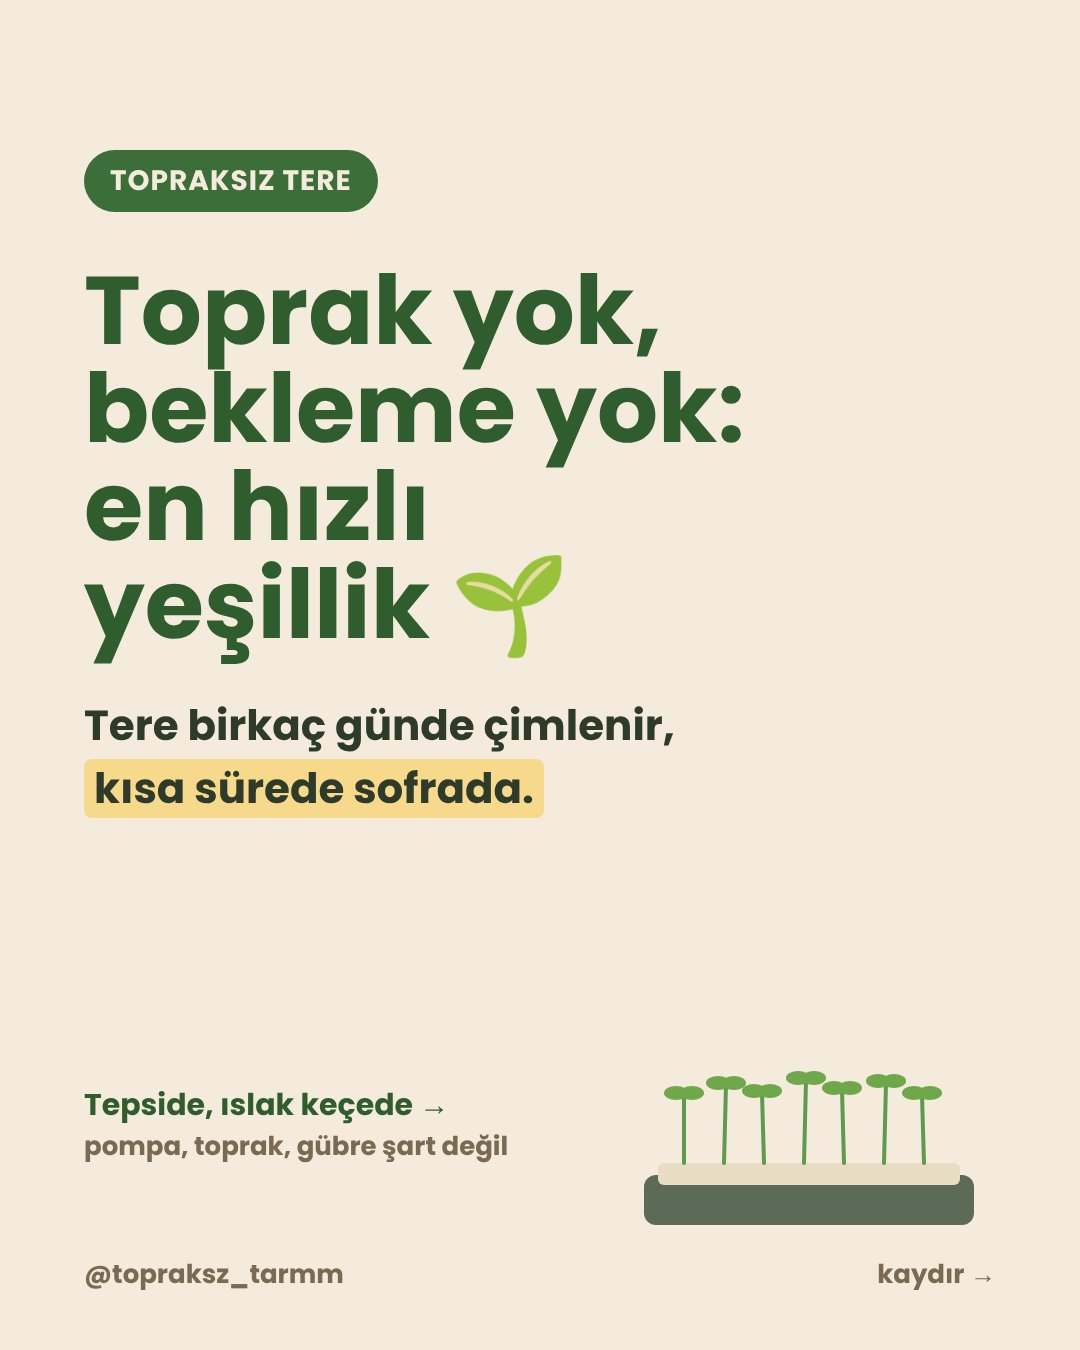 TOPRAKSIZ TERE
Toprak yok,
bekleme yok:
en hızlı
yeşillik 🌱
Tere birkaç günde çimlenir,
kısa sürede sofrada.
Tepside, ıslak keçede →
pompa, toprak, gübre şart değil
@topraksz_tarmm
kaydır →